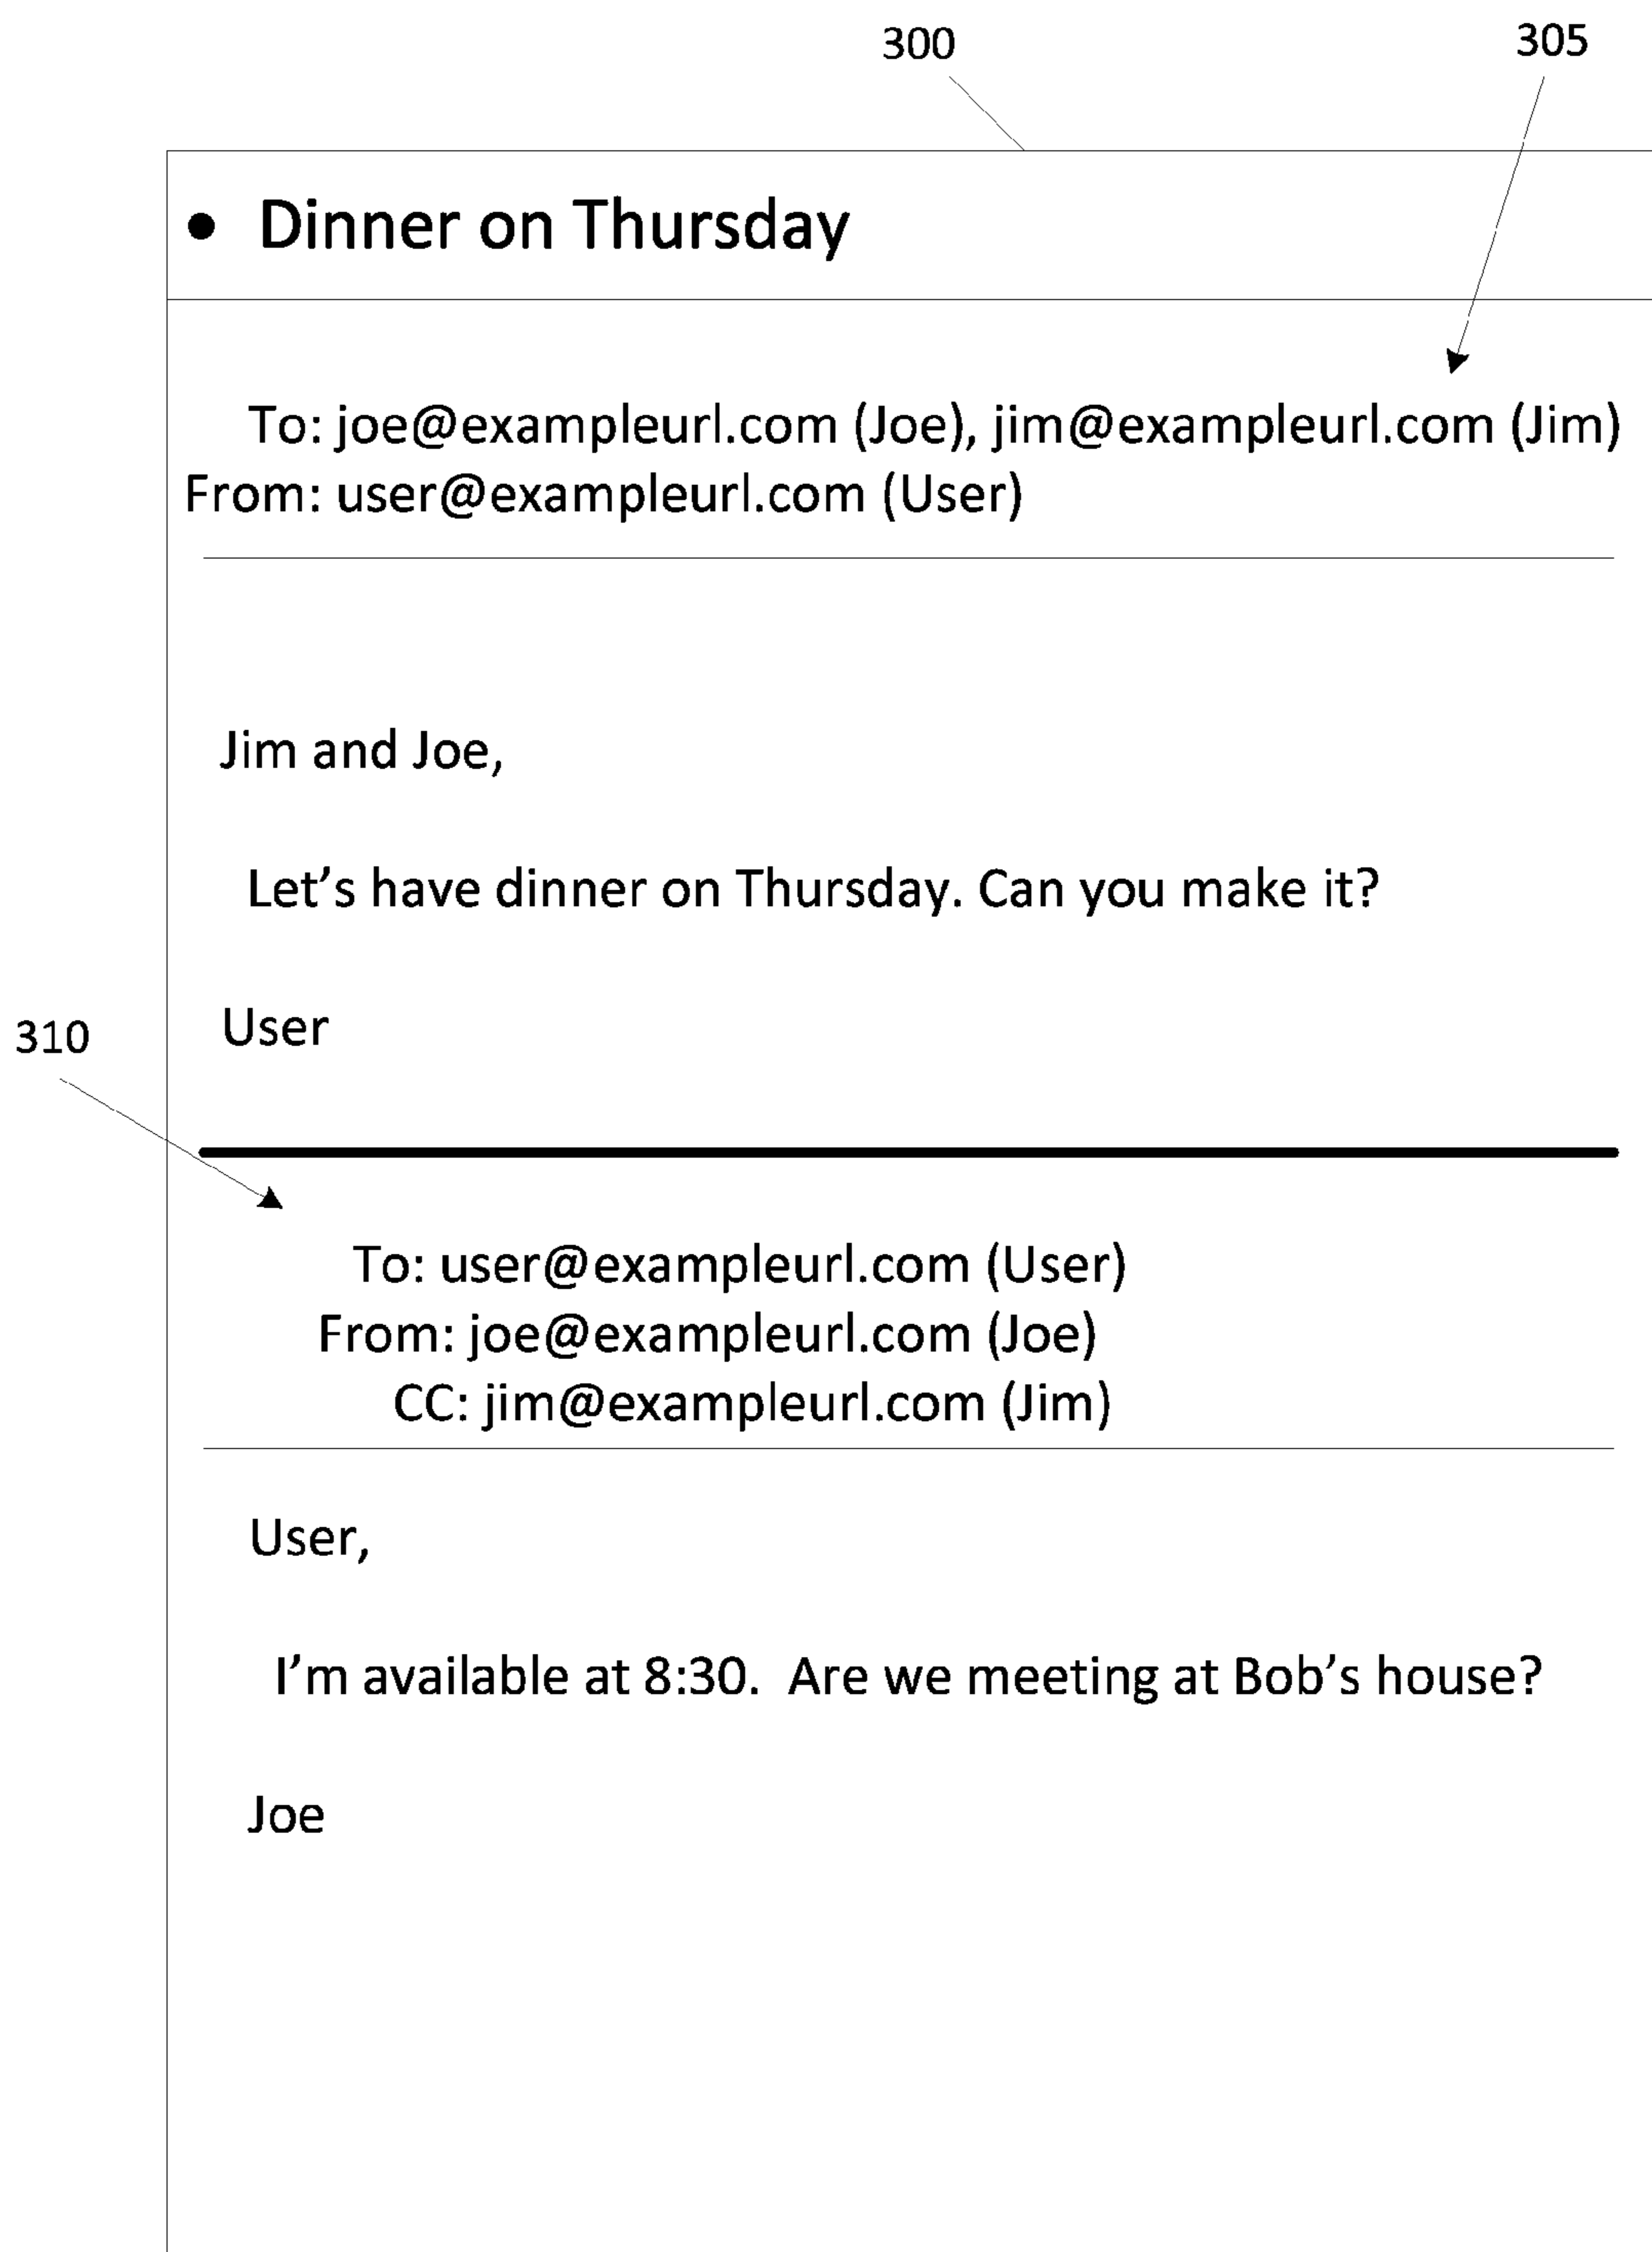 300
305
• Dinner on Thursday
To: joe@exampleurl.com (Joe), jim@exampleurl.com (Jim)
From: user@exampleurl.com (User)
Jim and Joe,
Let’s have dinner on Thursday. Can you make it?
User
310
To: user@exampleurl.com (User)
From: joe@exampleurl.com (Joe)
CC: jim@exampleurl.com (Jim)
User,
I’m available at 8:30.  Are we meeting at Bob’s house?
Joe